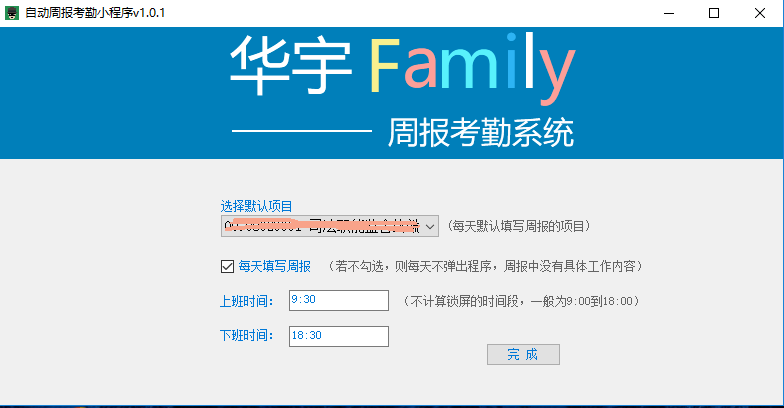 自动周报考勤小程序v1.0.1
华宇 Family
周报考勤系统
选择默认项目
(每天默认填写周报的项目)
每天填写周报 (若不勾选，则每天不弹出程序，周报中没有具体工作内容)
上班时间： 9:30 (不计算锁屏的时间段，一般为9:00到18:00)
下班时间： 18:30
完 成